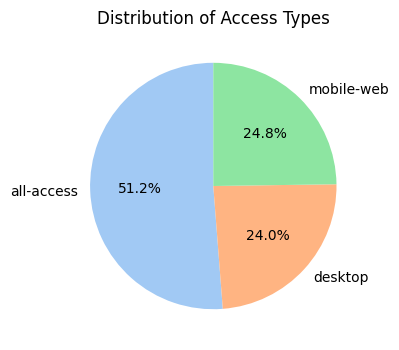 Distribution of Access Types
mobile-web
24.8%
all-access
51.2%
24.0%
desktop